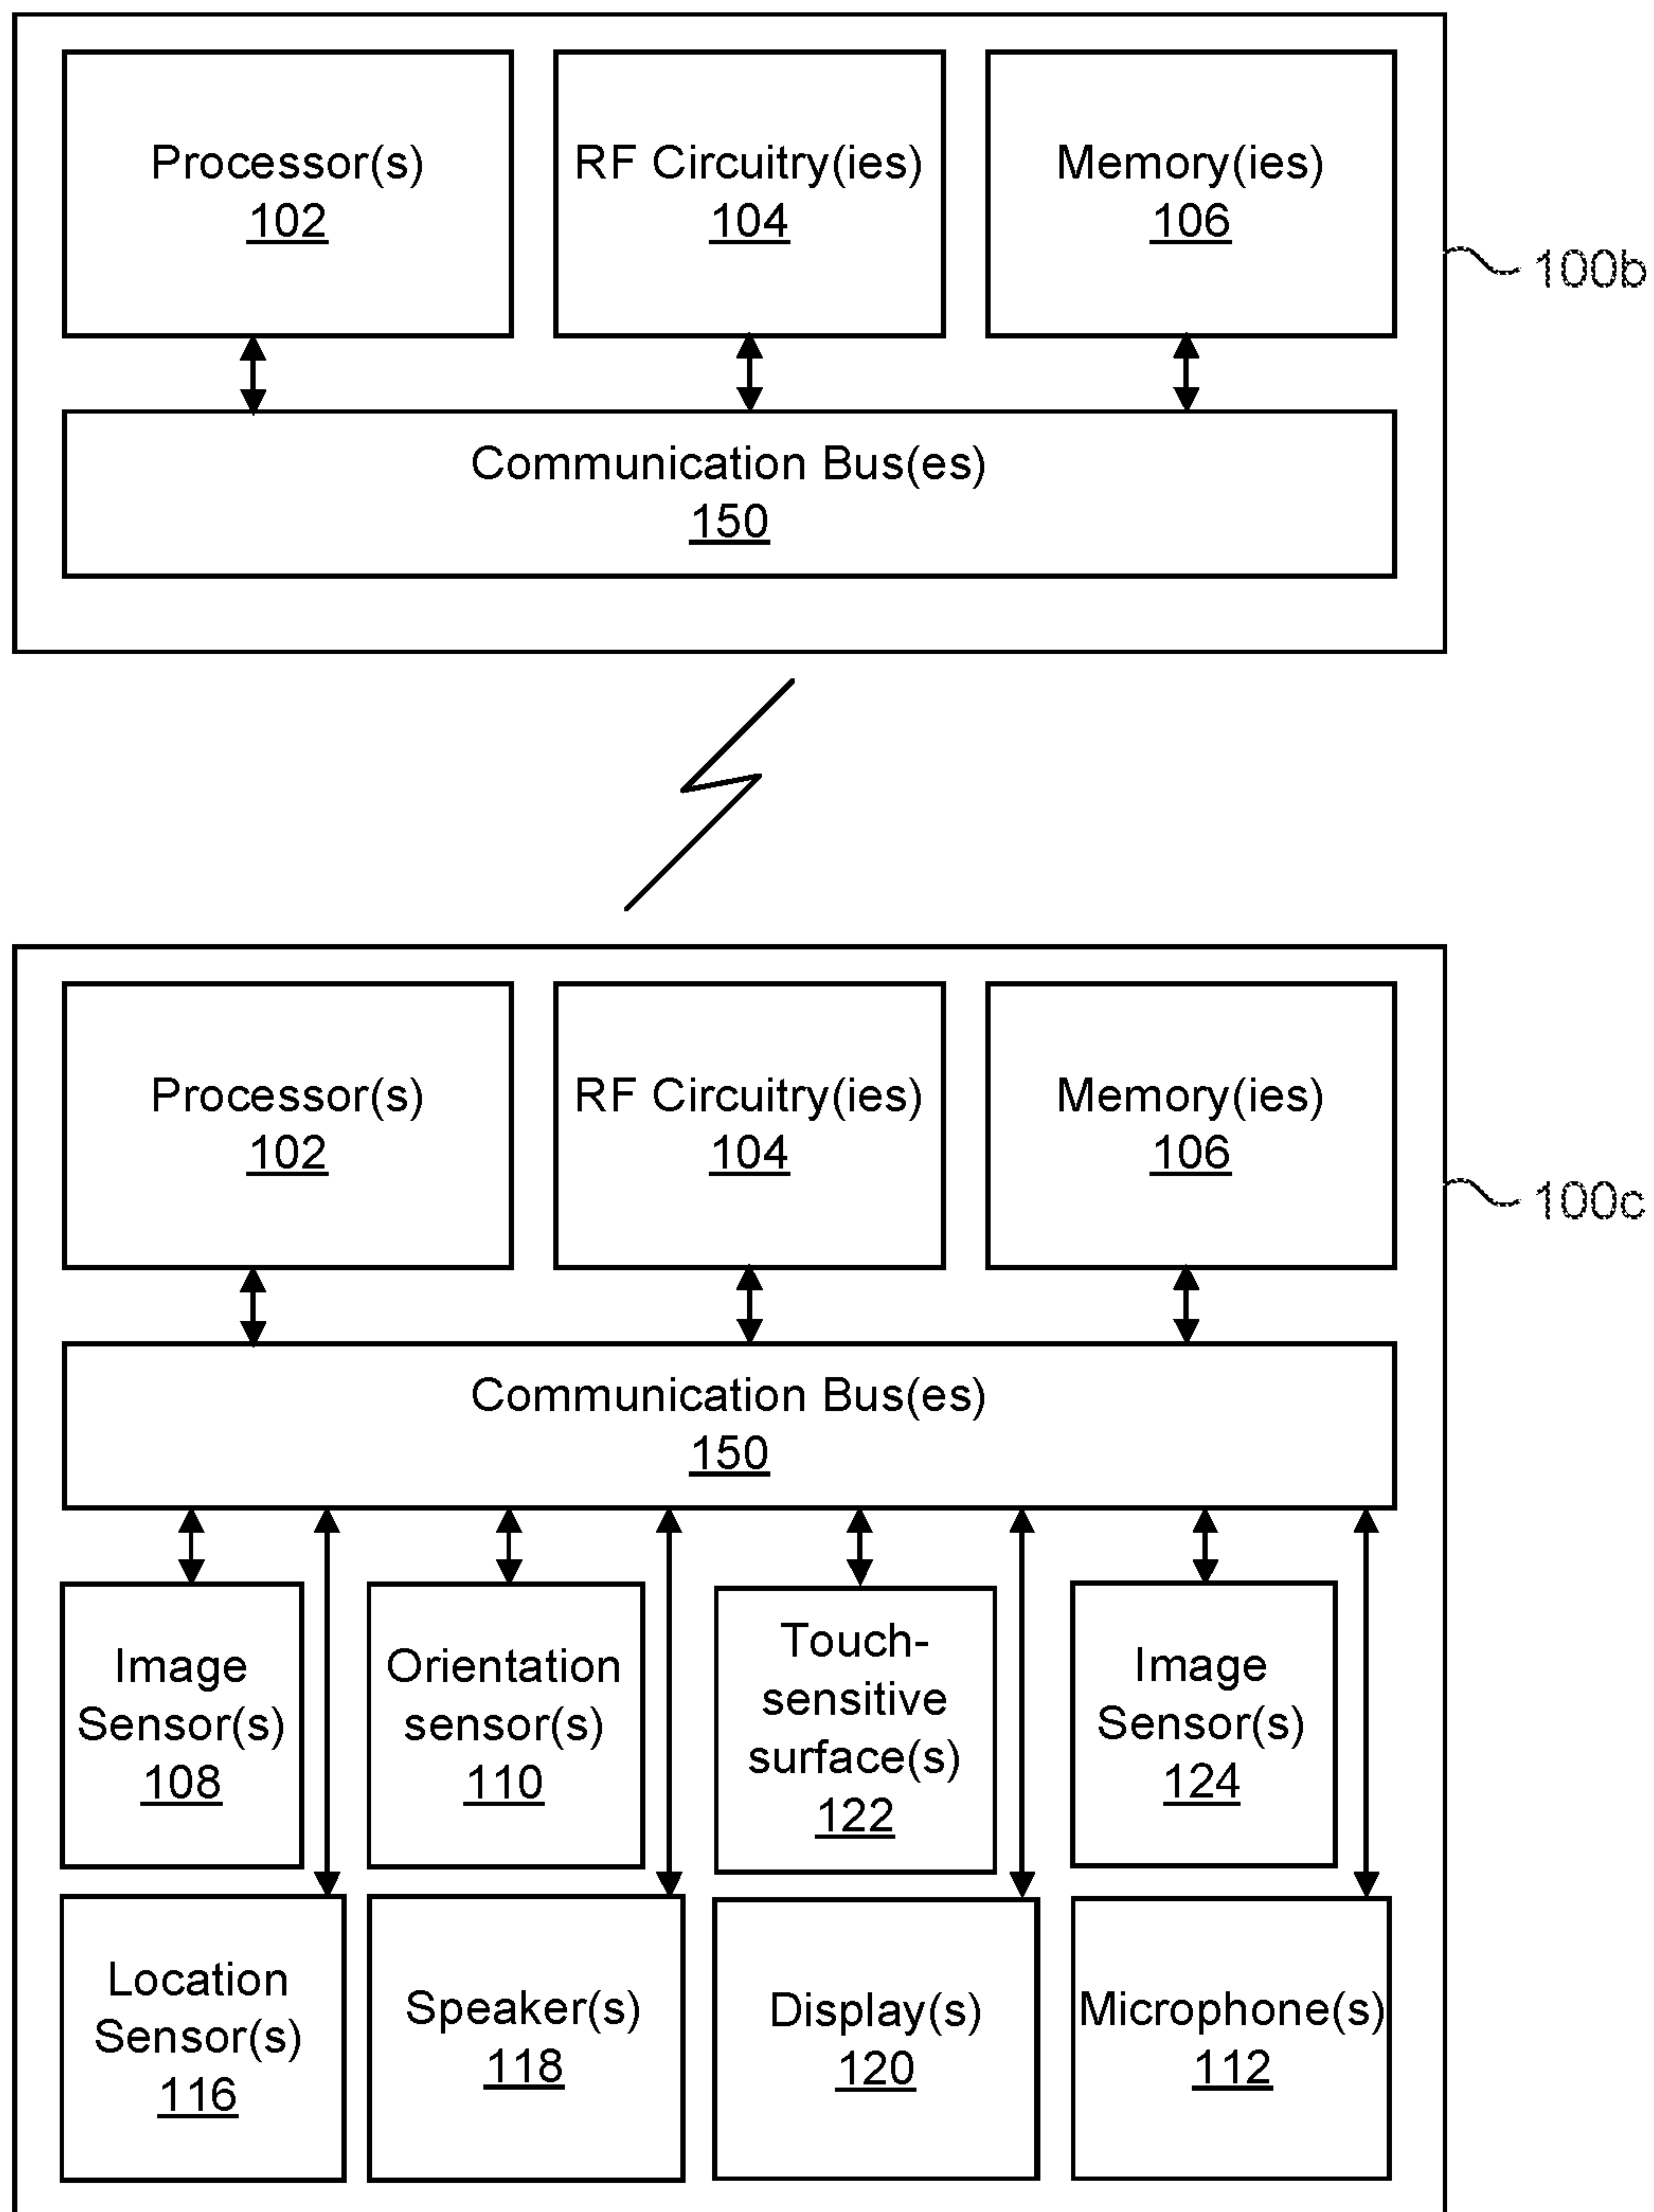 Processor(s)
102
RF Circuitry(ies)
104
Memory(ies)
106
100b
Communication Bus(es)
150
Processor(s)
102
RF Circuitry(ies)
104
Memory(ies)
106
100c
Communication Bus(es)
150
Image
Sensor(s)
108
Orientation
sensor(s)
110
Touch-
sensitive
surface(s)
122
Image
Sensor(s)
124
Location
Sensor(s)
116
Speaker(s)
118
Display(s)
120
Microphone(s)
112